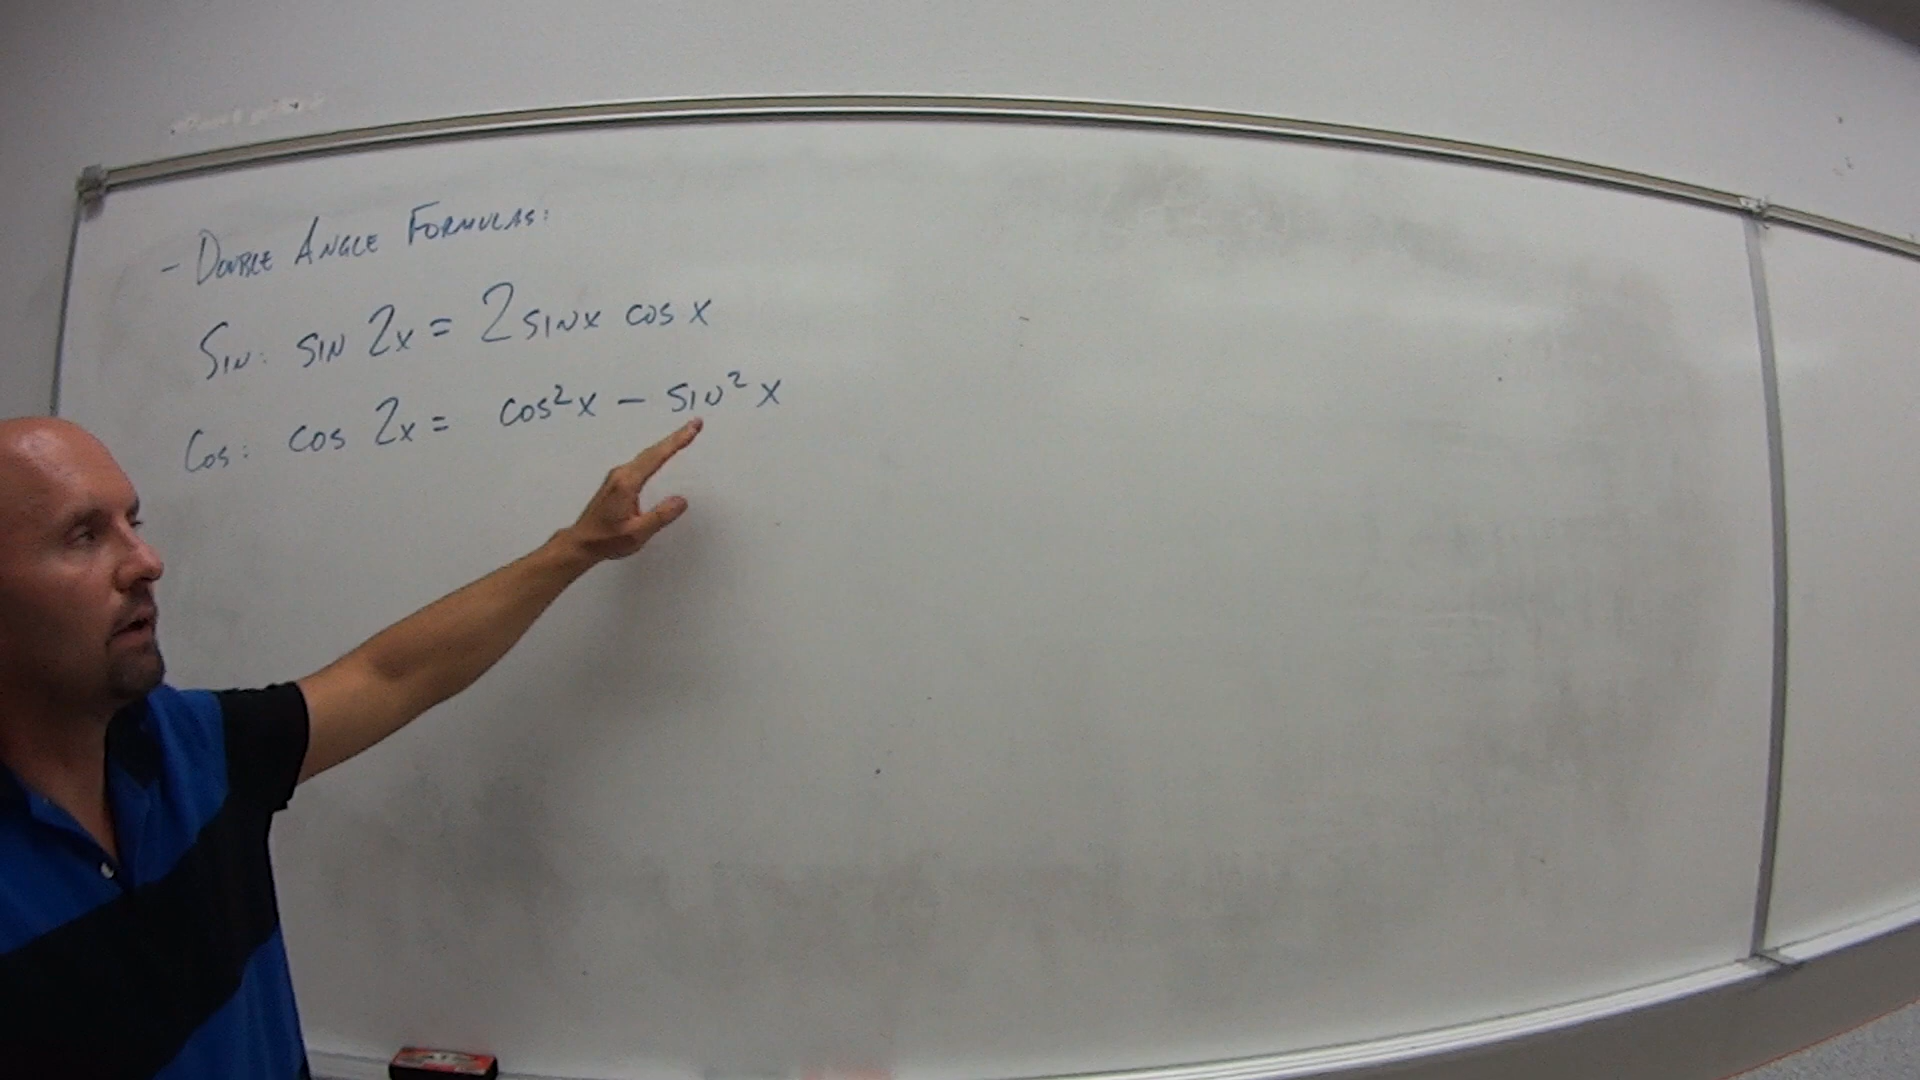 - DOUBLE ANGLE FORMULAS:
SIN: SIN 2x = 2 SINx COS x
COS: COS 2x = COS²x - SIN²x